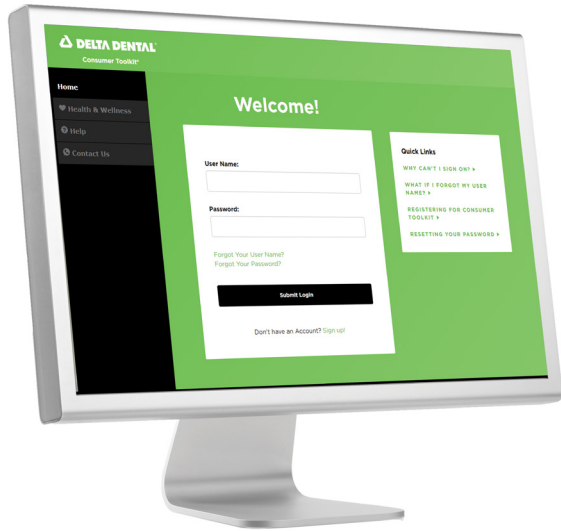 DELTA DENTAL®
Consumer Toolkit®
Home
Health & Wellness
Help
Contact Us
Welcome!
User Name:
Password:
Forgot Your User Name?
Forgot Your Password?
Submit Login
Don't have an Account? Sign up!
Quick Links
WHY CAN'T I SIGN ON?
WHAT IF I FORGOT MY USER
NAME?
REGISTERING FOR CONSUMER
TOOLKIT
RESETTING YOUR PASSWORD